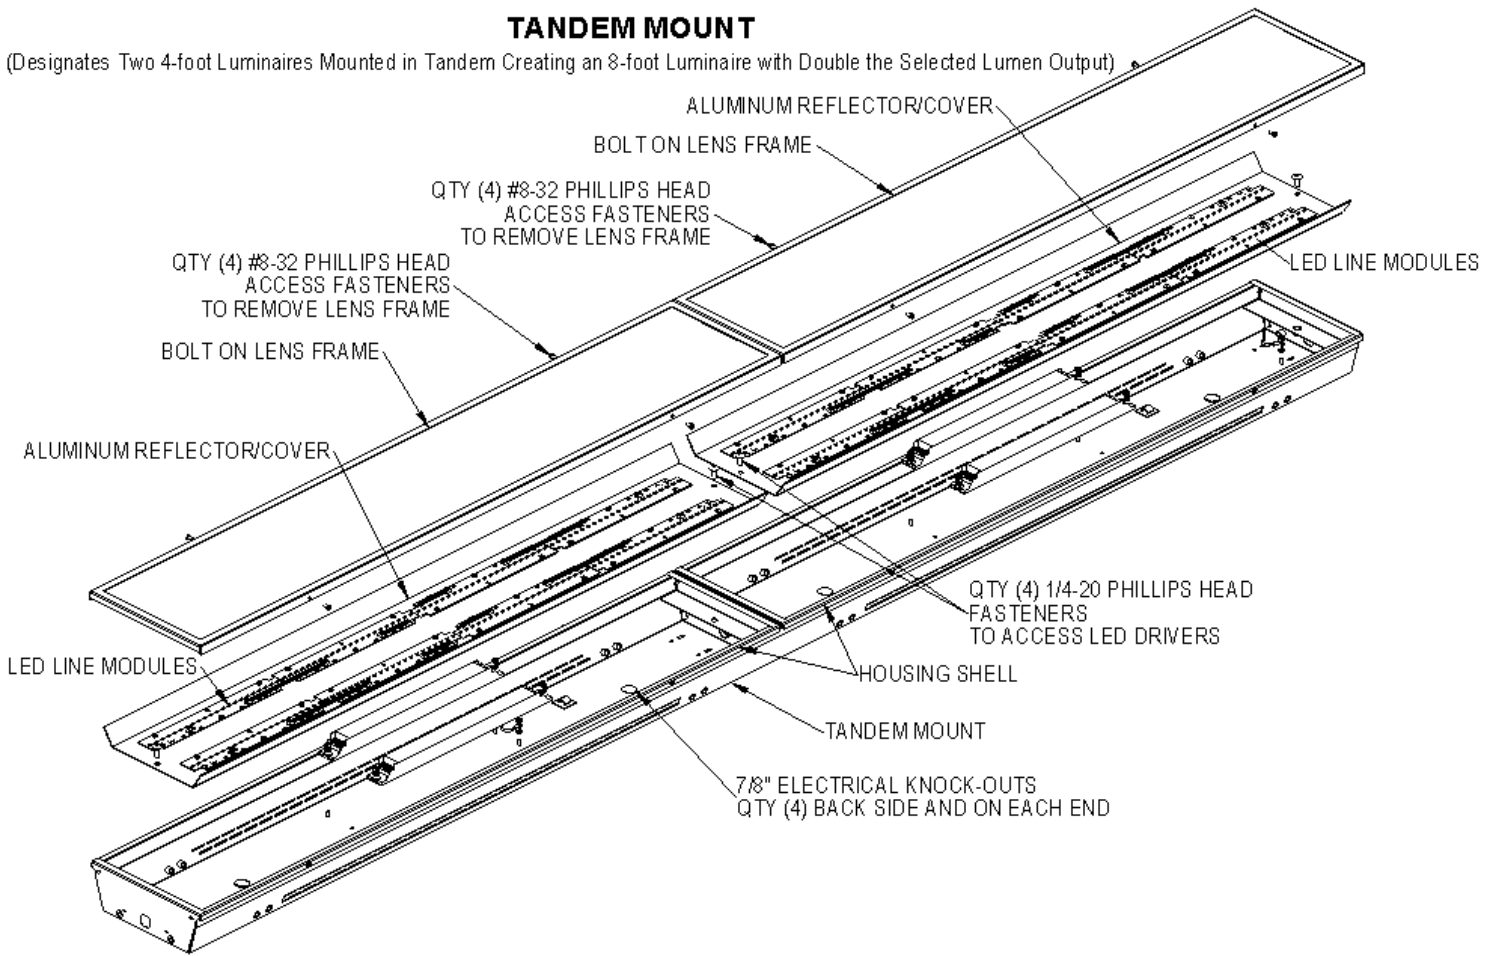 TANDEM MOUNT
(Designates Two 4-foot Luminaires Mounted in Tandem Creating an 8-foot Luminaire with Double the Selected Lumen Output)
ALUMINUM REFLECTOR/COVER
BOLT ON LENS FRAME
QTY (4) #8-32 PHILLIPS HEAD
ACCESS FASTENERS
TO REMOVE LENS FRAME
QTY (4) #8-32 PHILLIPS HEAD
ACCESS FASTENERS
TO REMOVE LENS FRAME
LED LINE MODULES
BOLT ON LENS FRAME
ALUMINUM REFLECTOR/COVER
LED LINE MODULES
QTY (4) 1/4-20 PHILLIPS HEAD
FASTENERS
TO ACCESS LED DRIVERS
HOUSING SHELL
TANDEM MOUNT
7/8" ELECTRICAL KNOCK-OUTS
QTY (4) BACK SIDE AND ON EACH END